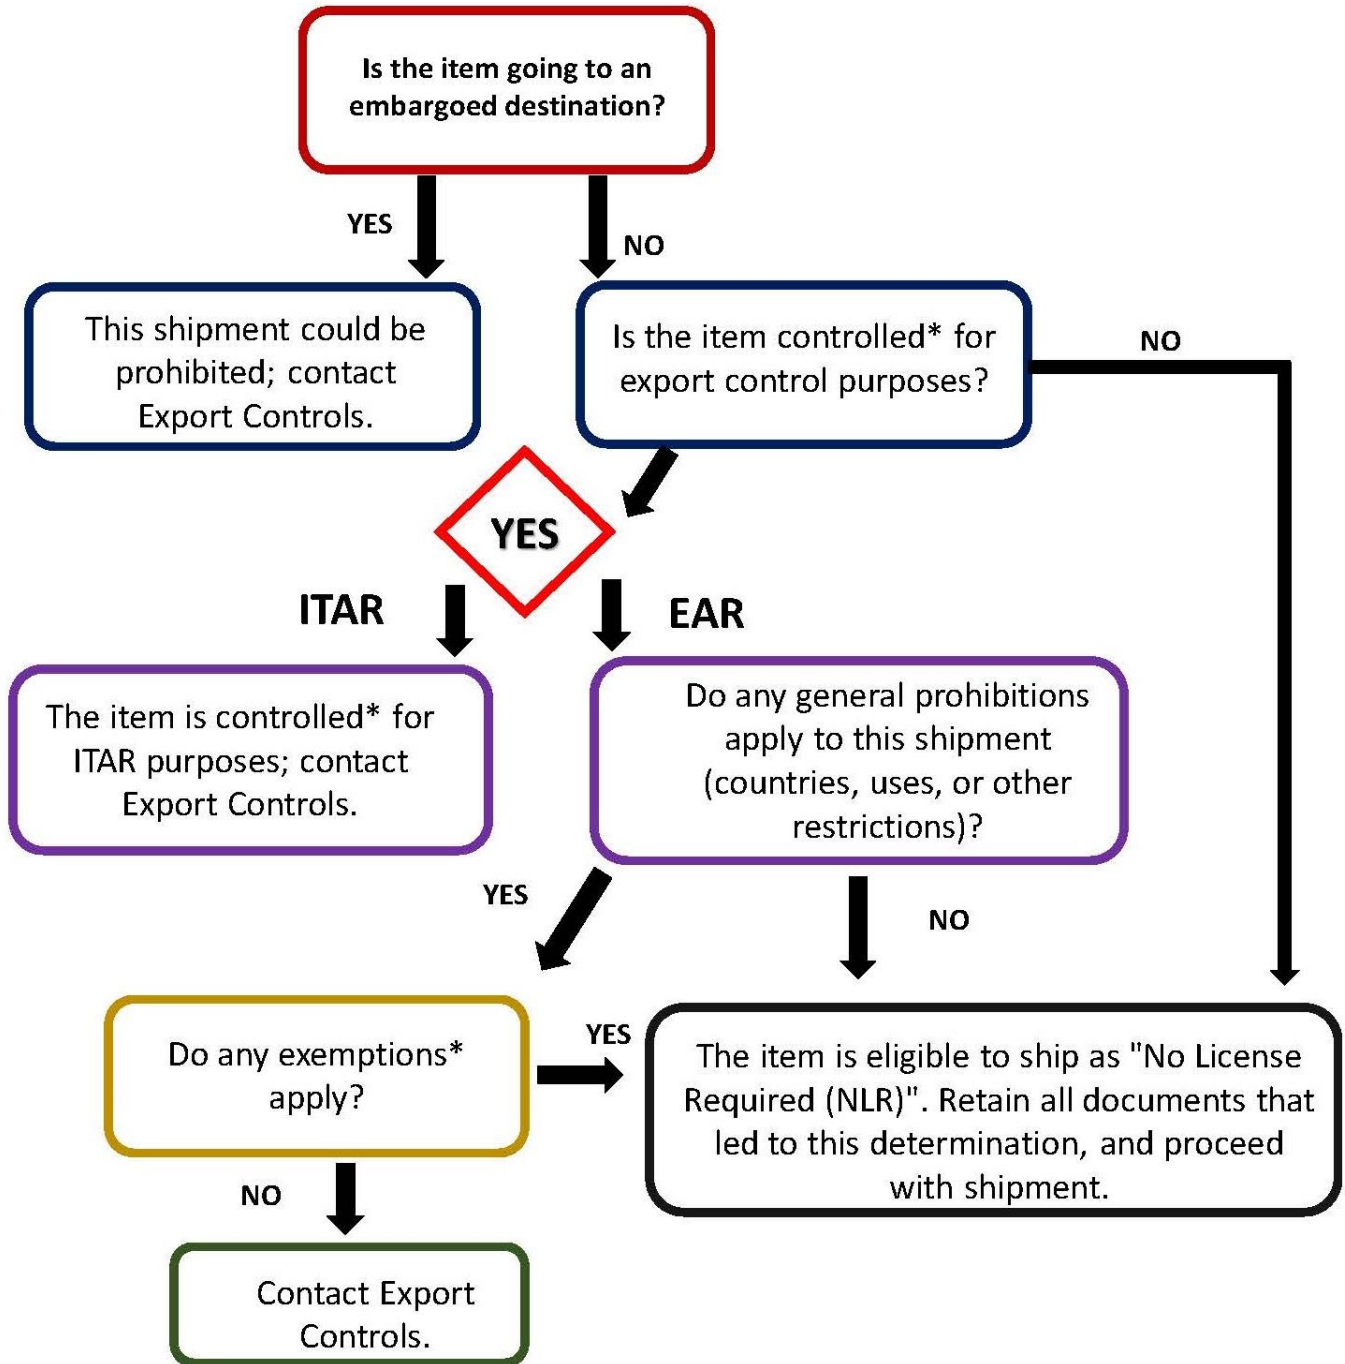 Is the item going to an
embargoed destination?
YES
NO
This shipment could be
prohibited; contact
Export Controls.
Is the item controlled* for
export control purposes?
NO
YES
ITAR
EAR
The item is controlled* for
ITAR purposes; contact
Export Controls.
Do any general prohibitions
apply to this shipment
(countries, uses, or other
restrictions)?
YES
NO
Do any exemptions*
apply?
YES
The item is eligible to ship as "No License
Required (NLR)". Retain all documents that
led to this determination, and proceed
with shipment.
NO
Contact Export
Controls.